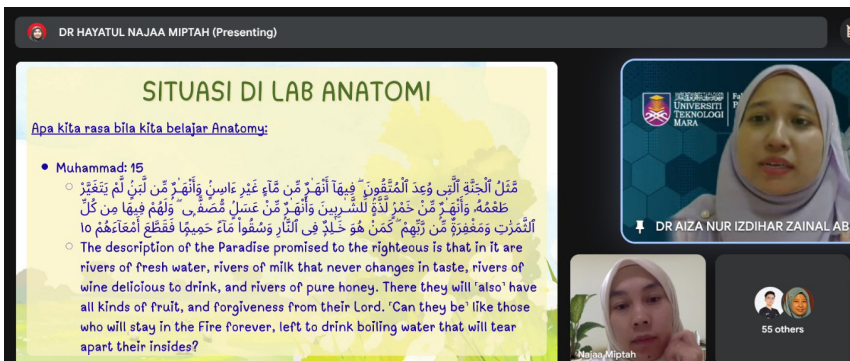 DR HAYATUL NAJAA MIPTAH (Presenting)
SITUASI DI LAB ANATOMI
Apa kita rasa bila kita belajar Anatomy:
Muhammad: 15
مَّثَلُ ٱلْجَنَّةِ ٱلَّتِى وُعِدَ ٱلْمُتَّقُونَ ۖ فِيهَآ أَنْهَـٰرٌ مِّن مَّآءٍ غَيْرِ ءَاسِنٍ وَأَنْهَـٰرٌ مِّن لَّبَنٍ لَّمْ يَتَغَيَّرْ
طَعْمُهُۥ وَأَنْهَـٰرٌ مِّنْ خَمْرٍ لَّذَّةٍ لِّلشَّـٰرِبِينَ وَأَنْهَـٰرٌ مِّنْ عَسَلٍ مُّصَفًّى ۖ وَلَهُمْ فِيهَا مِن كُلِّ
ٱلثَّمَرَٰتِ وَمَغْفِرَةٌ مِّن رَّبِّهِمْ ۖ كَمَنْ هُوَ خَـٰلِدٌ فِى ٱلنَّارِ وَسُقُوا۟ مَآءً حَمِيمًا فَقَطَّعَ أَمْعَآءَهُمْ ١٥
The description of the Paradise promised to the righteous is that in it are
rivers of fresh water, rivers of milk that never changes in taste, rivers of
wine delicious to drink, and rivers of pure honey. There they will ˹also˺ have
all kinds of fruit, and forgiveness from their Lord. ˹Can they be˺ like those
who will stay in the Fire forever, left to drink boiling water that will tear
apart their insides?
UNIVERSITI
TEKNOLOGI
MARA
DR AIZA NUR IZDIHAR ZAINAL AB
Najaa Miptah
55 others